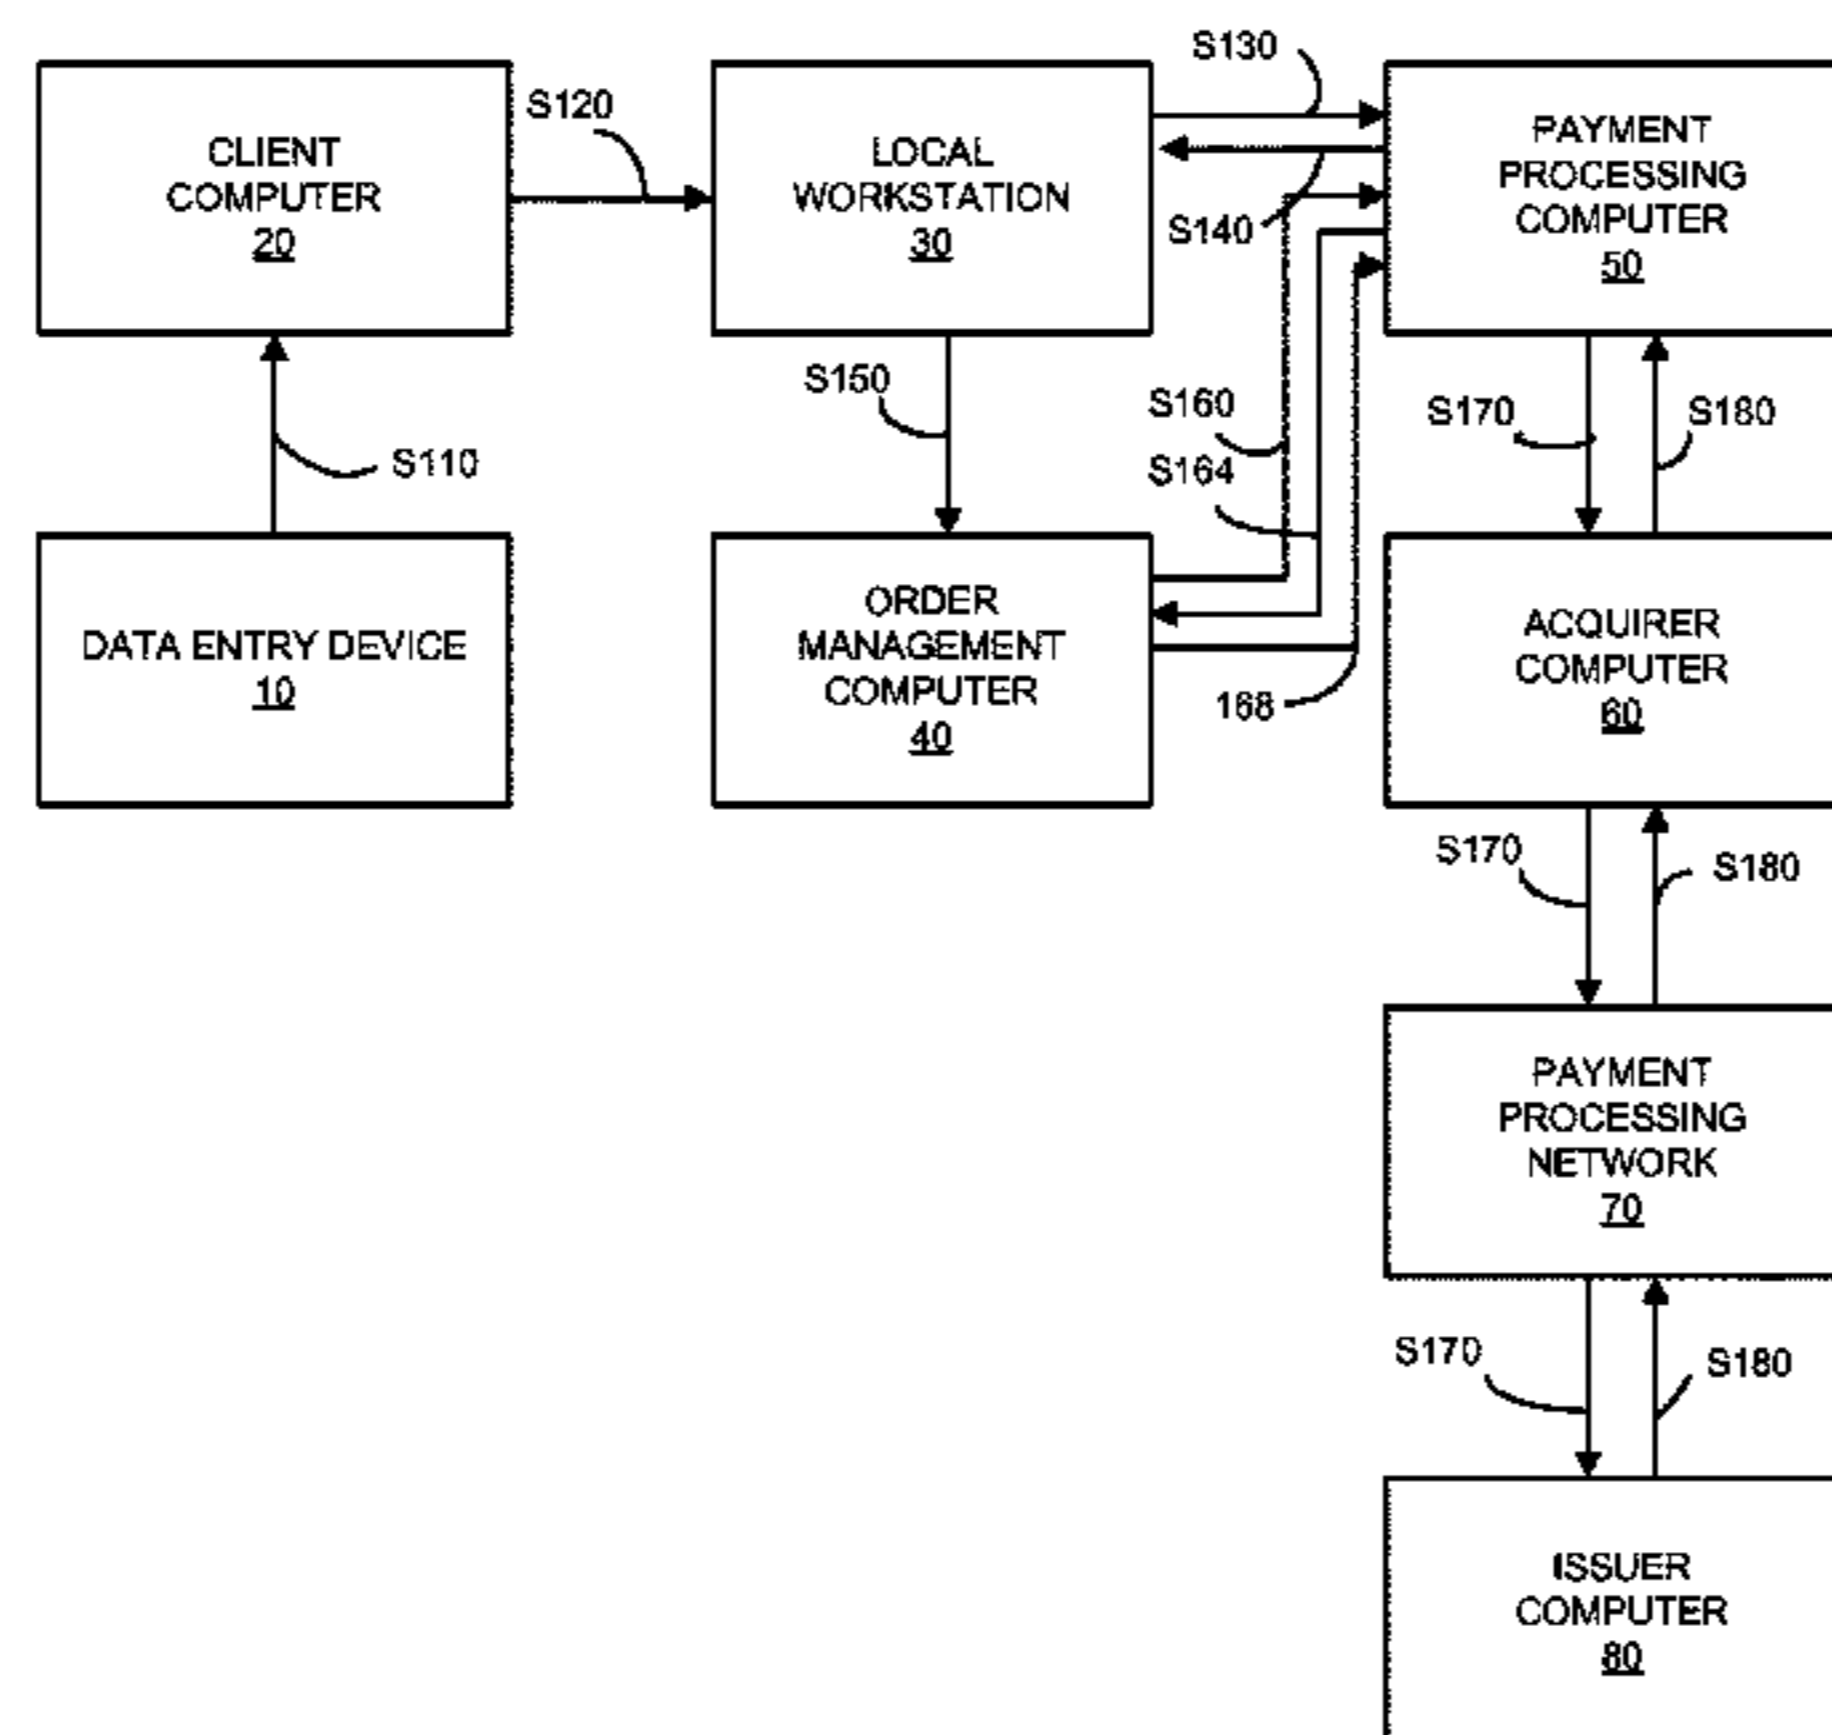 S130
CLIENT
COMPUTER
20
S120
LOCAL
WORKSTATION
30
PAYMENT
PROCESSING
COMPUTER
50
S140
S110
S150
S160
S164
S170
S180
DATA ENTRY DEVICE
10
ORDER
MANAGEMENT
COMPUTER
40
168
ACQUIRER
COMPUTER
60
S170
S180
PAYMENT
PROCESSING
NETWORK
70
S170
S180
ISSUER
COMPUTER
80